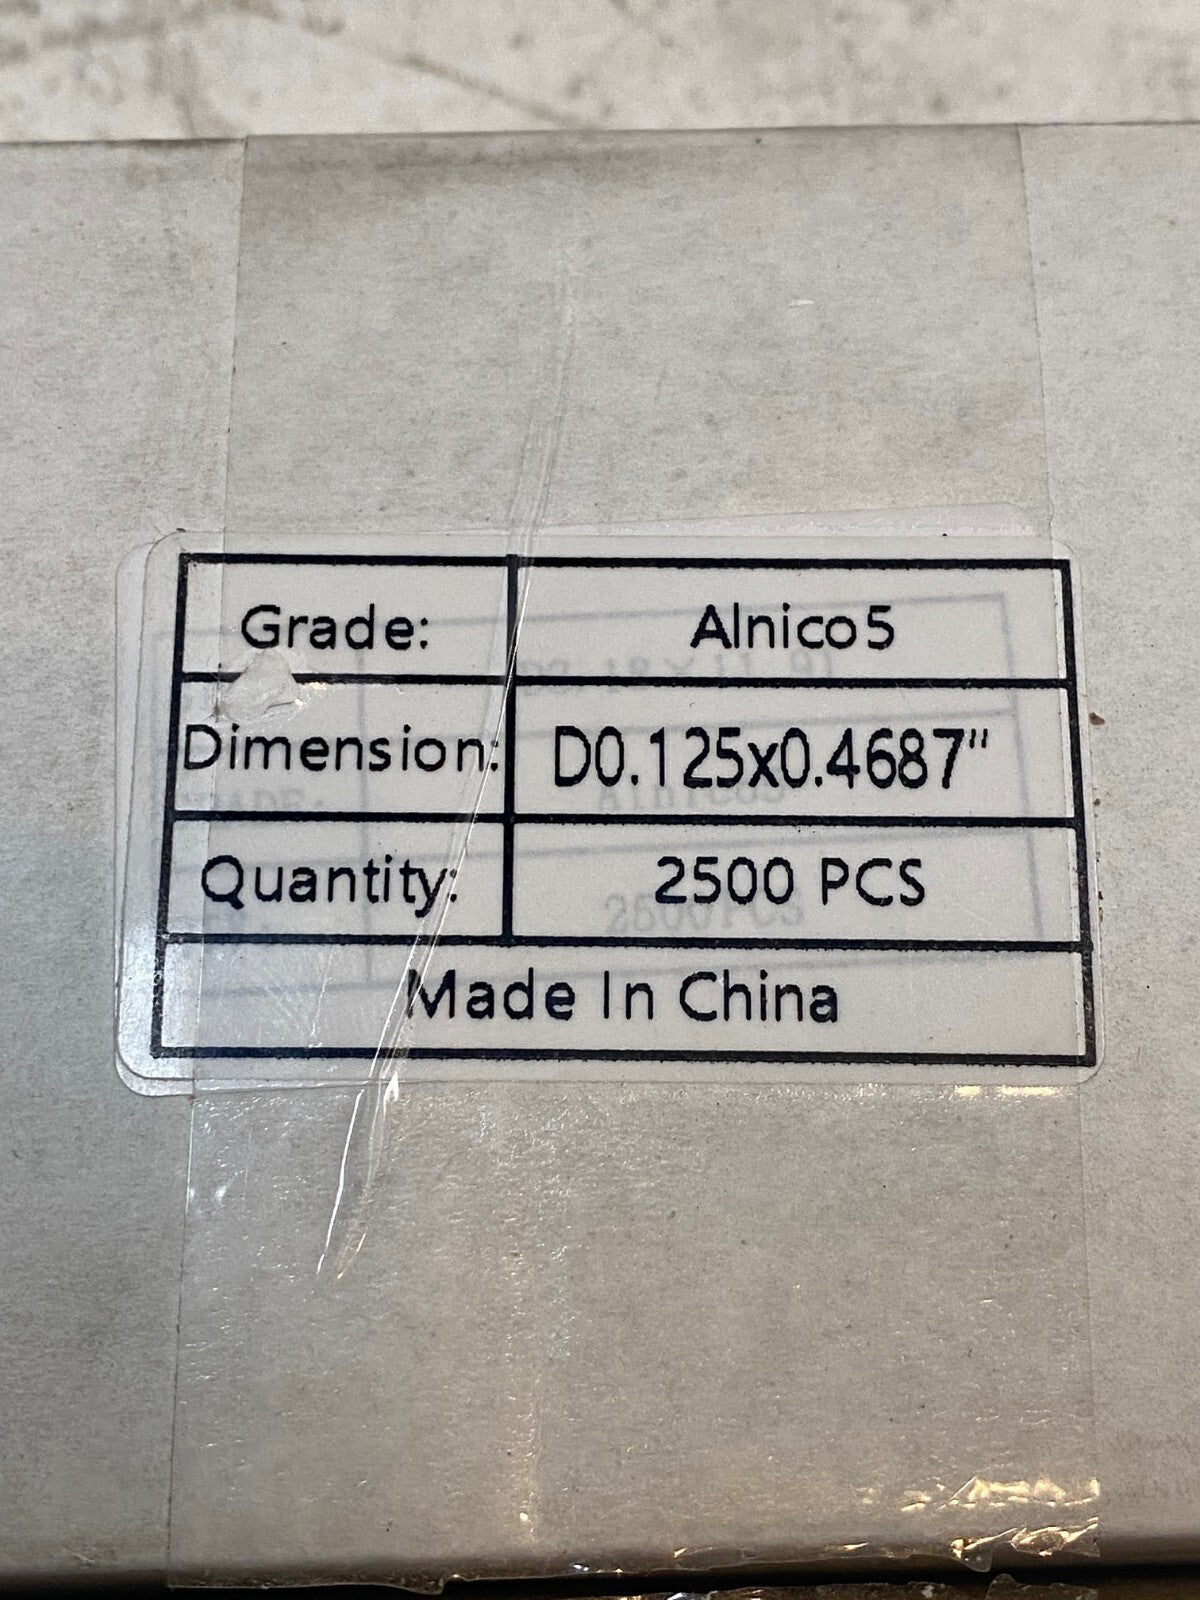 Grade: Alnico5
Dimension: D0.125x0.4687"
Quantity: 2500 PCS
Made In China